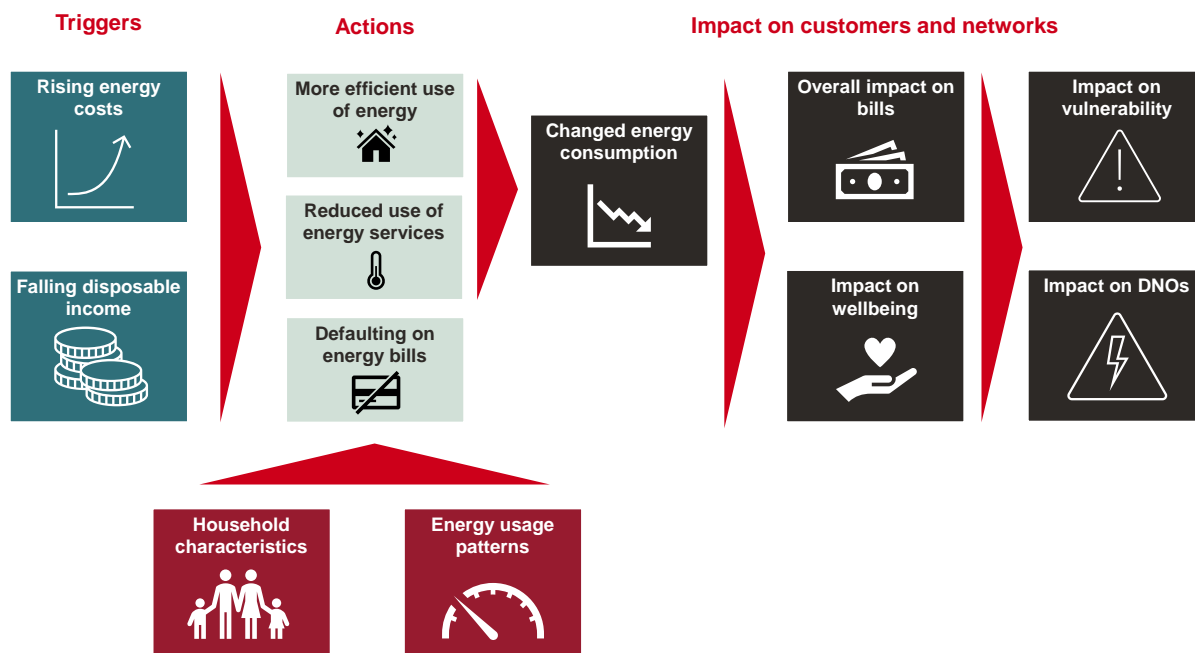 Triggers
Actions
Impact on customers and networks
Rising energy
costs
Falling disposable
income
More efficient use
of energy
Reduced use of
energy services
Defaulting on
energy bills
Changed energy
consumption
Overall impact on
bills
Impact on
wellbeing
Impact on
vulnerability
Impact on DNOs
Household
characteristics
Energy usage
patterns